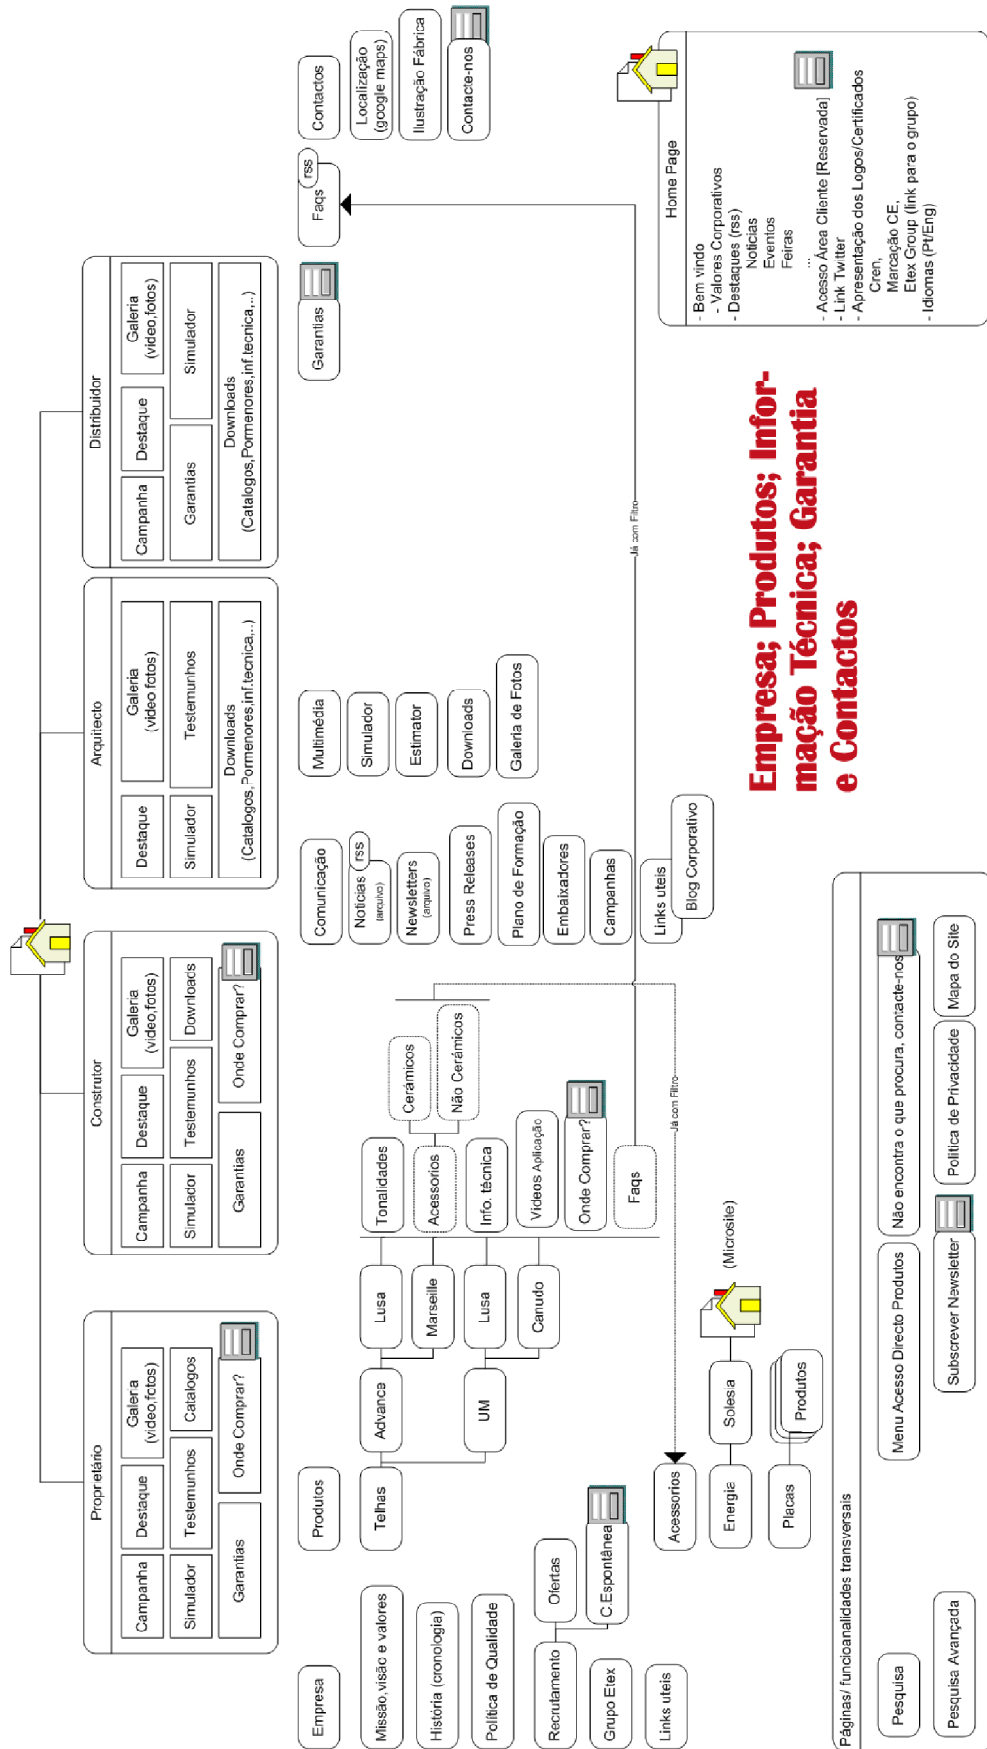 Proprietário
Campanha
Destaque
Galeria
(video,fotos)
Simulador
Testemunhos
Catalogos
Garantias
Onde Comprar?
Construtor
Campanha
Destaque
Galeria
(video,fotos)
Simulador
Testemunhos
Downloads
Garantias
Onde Comprar?
Arquitecto
Destaque
Galeria
(video fotos)
Simulador
Testemunhos
Downloads
(Catalogos,Pormenores,inf.tecnica,..)
Distribuidor
Campanha
Destaque
Galeria
(video,fotos)
Garantias
Simulador
Downloads
(Catalogos,Pormenores,inf.tecnica,..)
Empresa
Missão,visão e valores
História (cronologia)
Política de Qualidade
Recrutamento
Ofertas
C.Espontânea
Grupo Etex
Links uteis
Produtos
Telhas
Advance
Lusa
Marseille
UM
Lusa
Canudo
Tonalidades
Acessorios
Cerámicos
Não Cerámicos
Info. técnica
Videos Aplicação
Onde Comprar?
Faqs
Já com Filtro
Acessorios
Energia
Solesia
(Microsite)
Placas
Produtos
Comunicação
Noticias
(arquivo)
rss
Newsletters
(arquivo)
Press Releases
Plano de Formação
Embaixadores
Campanhas
Links uteis
Blog Corporativo
Multimédia
Simulador
Estimator
Downloads
Galeria de Fotos
Já com Filtro
Garantias
Faqs
rss
Contactos
Localização
(google maps)
Ilustração Fábrica
Contacte-nos
Home Page
- Bem vindo
- Valores Corporativos
- Destaques (rss)
Noticias
Eventos
Feiras
...
- Acesso Área Cliente [Reservada]
- Link Twitter
- Apresentação dos Logos/Certificados
Cren,
Marcação CE,
Etex Group (link para o grupo)
- Idiomas (Pt/Eng)
Empresa; Produtos; Infor-
mação Técnica; Garantia
e Contactos
Páginas/ funcioanalidades transversais
Pesquisa
Menu Acesso Directo Produtos
Não encontra o que procura, contacte-nos
Pesquisa Avançada
Subscrever Newsletter
Politica de Privacidade
Mapa do Site